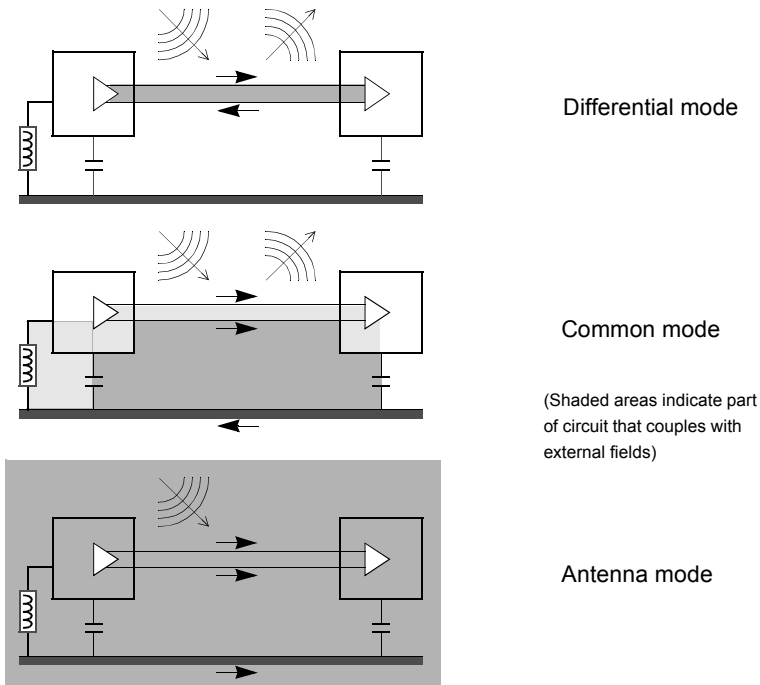 Differential mode
Common mode
(Shaded areas indicate part
of circuit that couples with
external fields)
Antenna mode